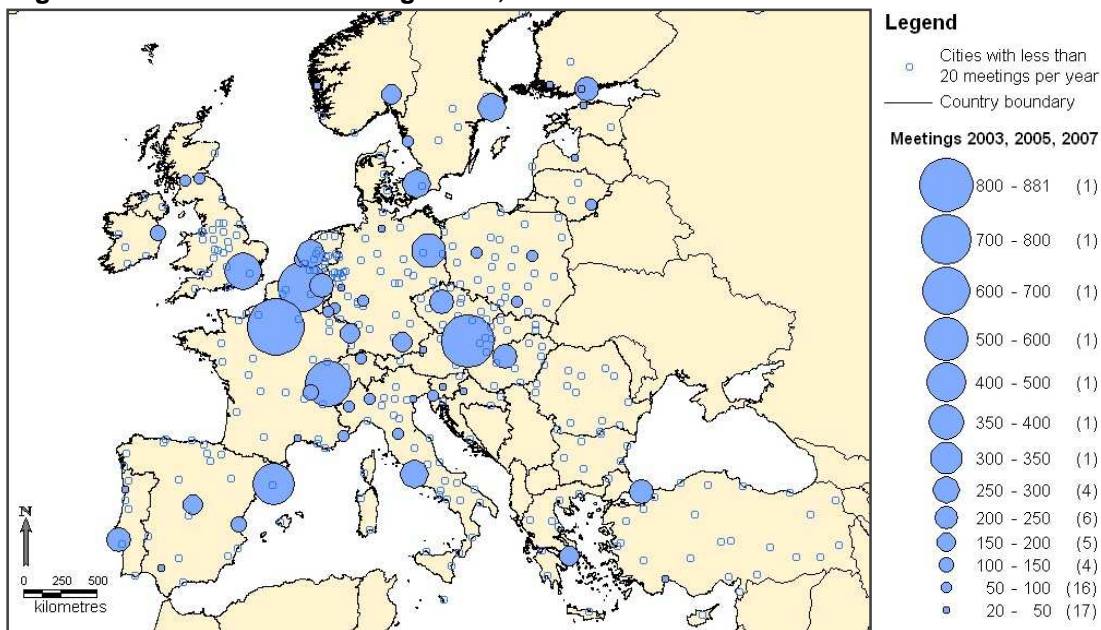 Legend
Cities with less than
20 meetings per year
Country boundary
Meetings 2003, 2005, 2007
800 - 881 (1)
700 - 800 (1)
600 - 700 (1)
500 - 600 (1)
400 - 500 (1)
350 - 400 (1)
300 - 350 (1)
250 - 300 (4)
200 - 250 (6)
150 - 200 (5)
100 - 150 (4)
50 - 100 (16)
20 - 50 (17)
N
0 250 500
kilometres